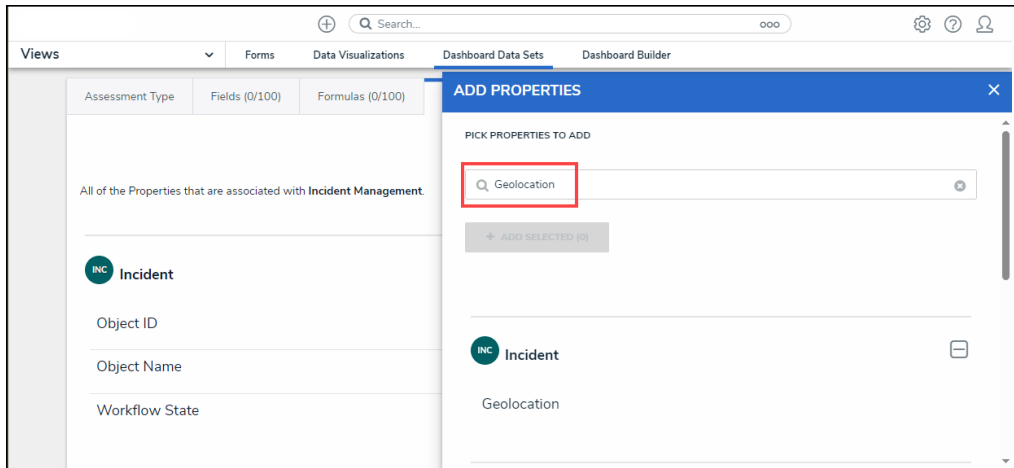 Search...
Views
Forms
Data Visualizations
Dashboard Data Sets
Dashboard Builder
Assessment Type
Fields (0/100)
Formulas (0/100)
ADD PROPERTIES
PICK PROPERTIES TO ADD
Geolocation
+ ADD SELECTED (0)
All of the Properties that are associated with Incident Management.
INC Incident
Object ID
Object Name
Workflow State
INC Incident
Geolocation